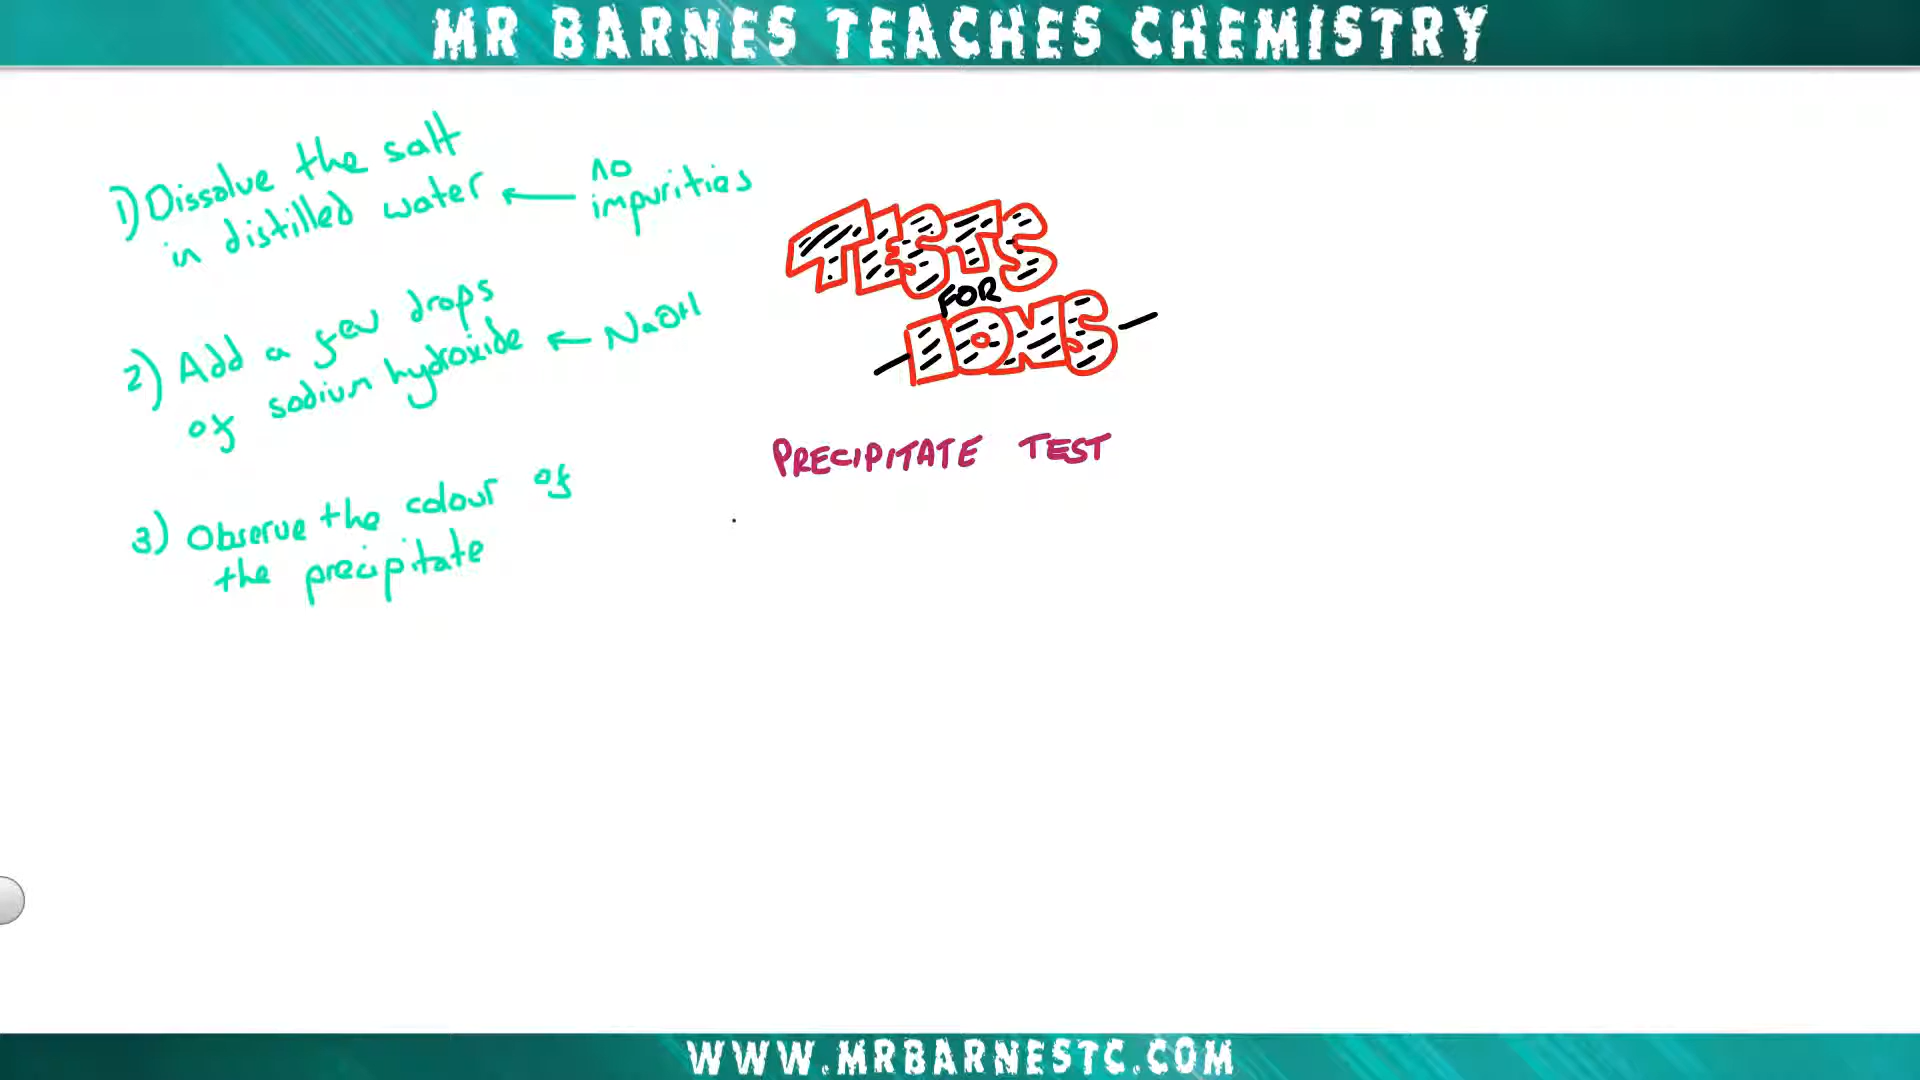 MR BARNES TEACHES CHEMISTRY
1) Dissolve the salt
in distilled water ← no
impurities
2) Add a few drops
of sodium hydroxide ← NaOH
3) Observe the colour of
the precipitate
TESTS
FOR
IONS
PRECIPITATE TEST
WWW.MRBARNESTC.COM